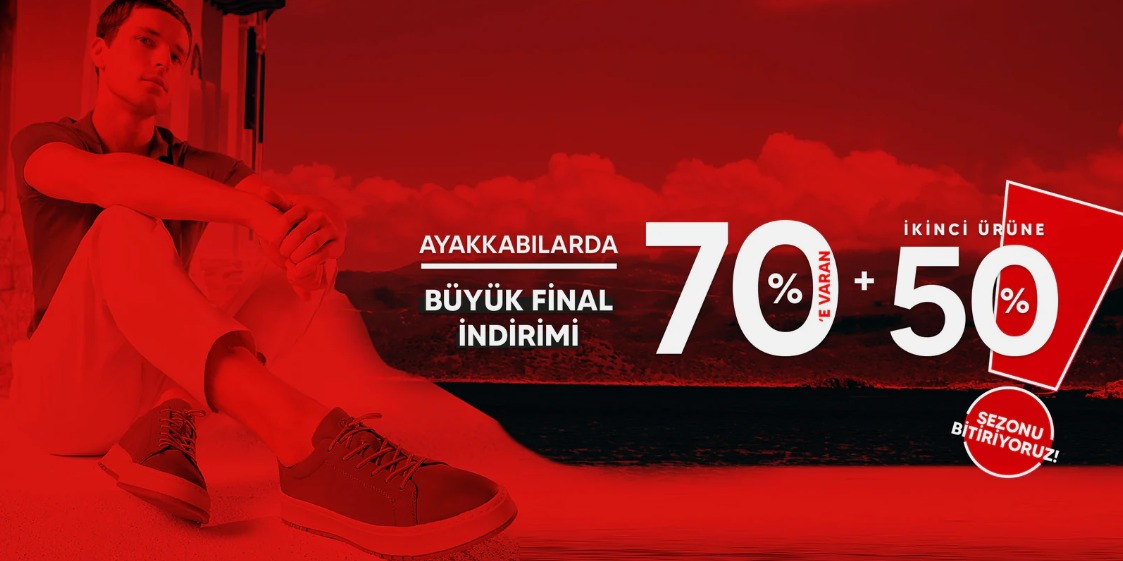 AYAKKABILARDA
BÜYÜK FİNAL
İNDİRİMİ
70%
'E VARAN
+
İKİNCİ ÜRÜNE
50%
SEZONU
BİTİRİYORUZ!